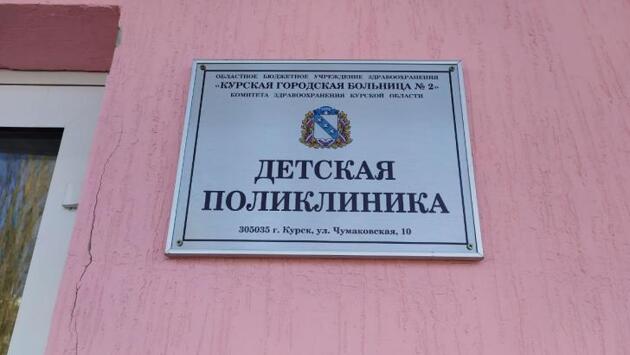 ОБЛАСТНОЕ БЮДЖЕТНОЕ УЧРЕЖДЕНИЕ ЗДРАВООХРАНЕНИЯ
«КУРСКАЯ ГОРОДСКАЯ БОЛЬНИЦА № 2»
КОМИТЕТА ЗДРАВООХРАНЕНИЯ КУРСКОЙ ОБЛАСТИ
ДЕТСКАЯ
ПОЛИКЛИНИКА
305035 г. Курск, ул. Чумаковская, 10